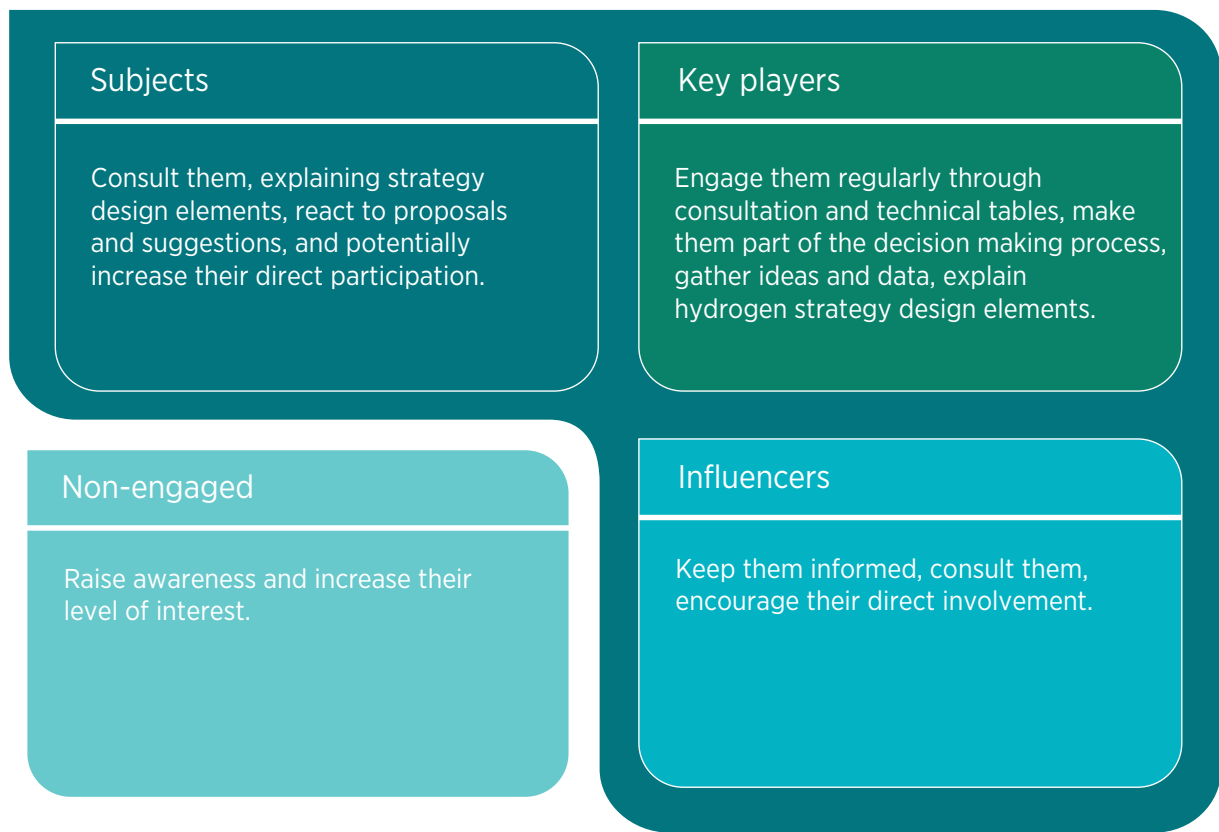 Subjects
Consult them, explaining strategy
design elements, react to proposals
and suggestions, and potentially
increase their direct participation.
Key players
Engage them regularly through
consultation and technical tables, make
them part of the decision making process,
gather ideas and data, explain
hydrogen strategy design elements.
Non-engaged
Raise awareness and increase their
level of interest.
Influencers
Keep them informed, consult them,
encourage their direct involvement.